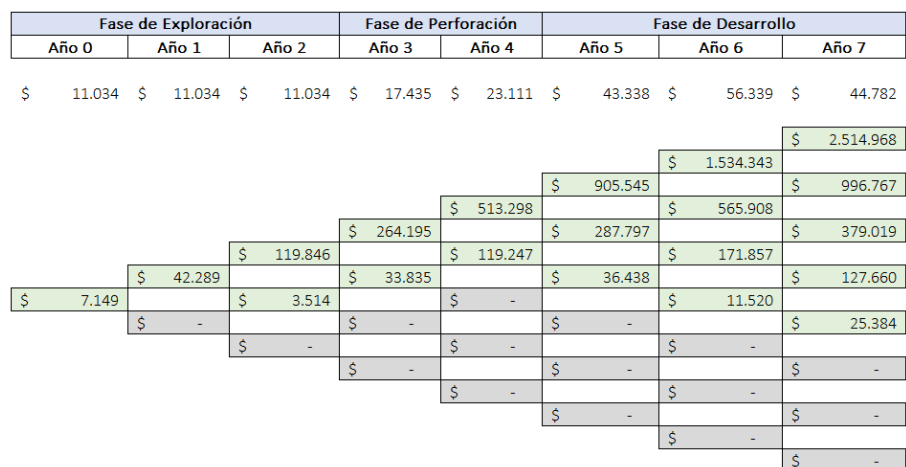 Fase de Exploración Fase de Perforación Fase de Desarrollo
Año 0 Año 1 Año 2 Año 3 Año 4 Año 5 Año 6 Año 7
$ 11.034 $ 11.034 $ 11.034 $ 17.435 $ 23.111 $ 43.338 $ 56.339 $ 44.782
$ 2.514.968
$ 1.534.343
$ 905.545 $ 996.767
$ 513.298 $ 565.908
$ 264.195 $ 287.797 $ 379.019
$ 119.846 $ 119.247 $ 171.857
$ 42.289 $ 33.835 $ 36.438 $ 127.660
$ 7.149 $ 3.514 $ - $ 11.520
$ - $ - $ - $ 25.384
$ - $ - $ -
$ - $ - $ -
$ - $ -
$ - $ -
$ -
$ -